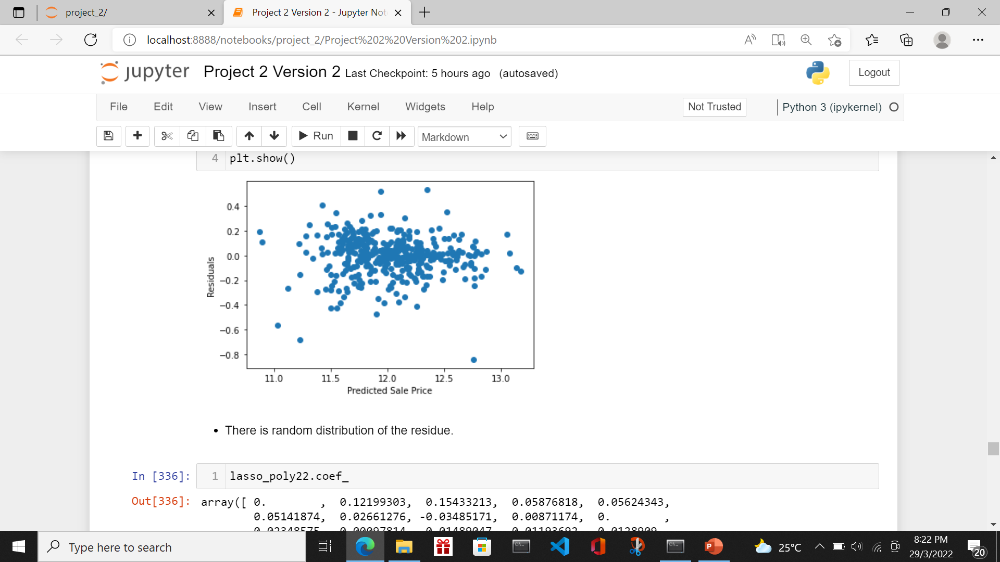 project_2/
Project 2 Version 2 - Jupyter Not
localhost:8888/notebooks/project_2/Project%202%20Version%202.ipynb
jupyter Project 2 Version 2 Last Checkpoint: 5 hours ago (autosaved)
Logout
File Edit View Insert Cell Kernel Widgets Help
Not Trusted
Python 3 (ipykernel)
Run
Markdown
4 plt.show()
0.4
0.2
0.0
−0.2
−0.4
−0.6
−0.8
Residuals
11.0 11.5 12.0 12.5 13.0
Predicted Sale Price
• There is random distribution of the residue.
In [336]: 1 lasso_poly22.coef_
Out[336]: array([ 0. , 0.12199303, 0.15433213, 0.05876818, 0.05624343,
0.05141874, 0.02661276, -0.03485171, 0.00871174, 0. ,
Type here to search
25°C
8:22 PM
29/3/2022
20